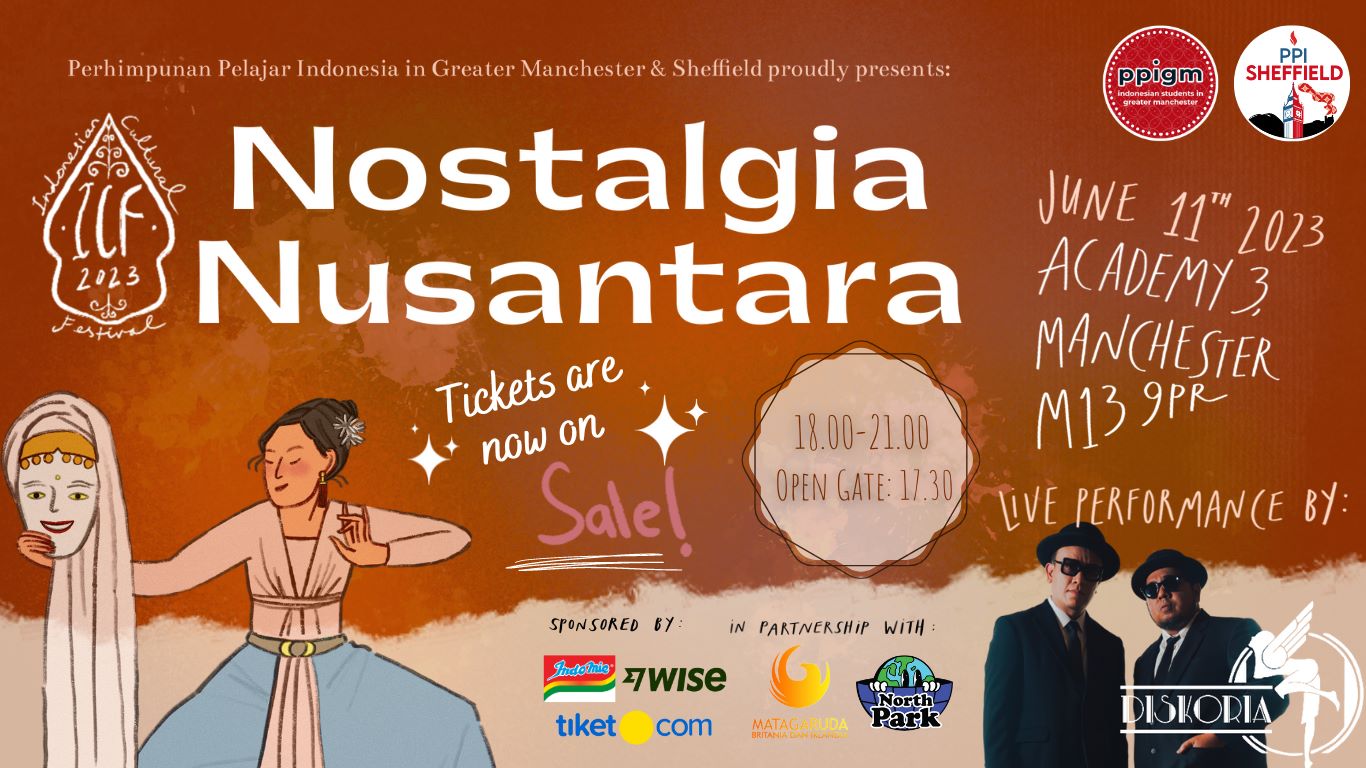 Perhimpunan Pelajar Indonesia in Greater Manchester & Sheffield proudly presents:
ppigm
indonesian students in
greater manchester
PPI
SHEFFIELD
Indonesian Cultural
ICF
2023
Festival
Nostalgia
Nusantara
JUNE 11TH 2023
ACADEMY 3,
MANCHESTER
M13 9PR
Tickets are
now on
Sale!
18.00-21.00
OPEN GATE: 17.30
LIVE PERFORMANCE BY:
DISKORIA
SPONSORED BY:
Indomie
WISE
tiket.com
IN PARTNERSHIP WITH:
MATAGARUDA
BRITANIA DAN IRLANDIA
North
Park